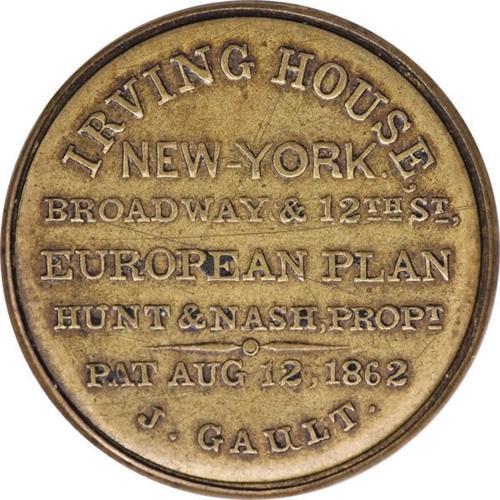 IRVING HOUSE
NEW-YORK.
BROADWAY & 12TH ST,
EUROPEAN PLAN
HUNT & NASH, PROPT
PAT AUG 12, 1862
J. GAULT.